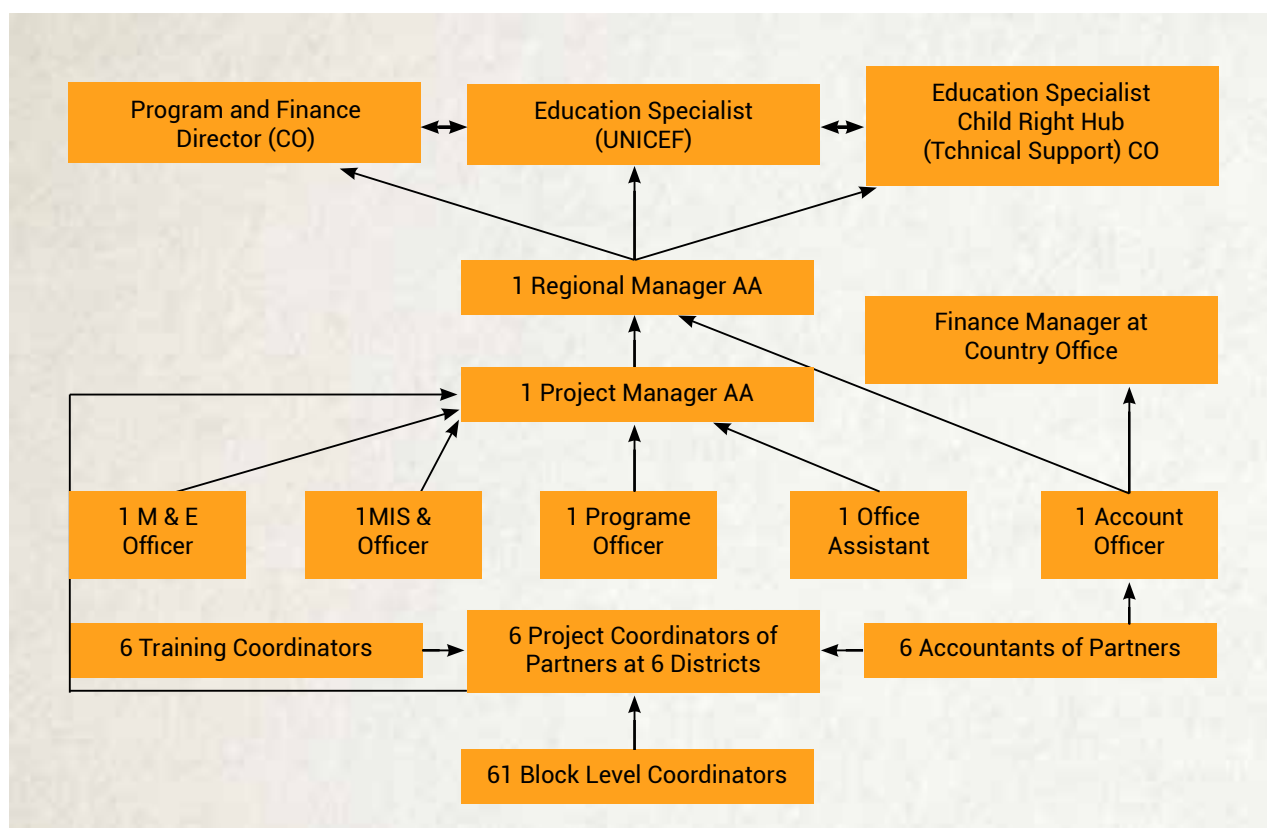 Program and Finance
Director (CO)
Education Specialist
(UNICEF)
Education Specialist
Child Right Hub
(Tchnical Support) CO
1 Regional Manager AA
Finance Manager at
Country Office
1 Project Manager AA
1 M & E
Officer
1MIS &
Officer
1 Programe
Officer
1 Office
Assistant
1 Account
Officer
6 Training Coordinators
6 Project Coordinators of
Partners at 6 Districts
6 Accountants of Partners
61 Block Level Coordinators